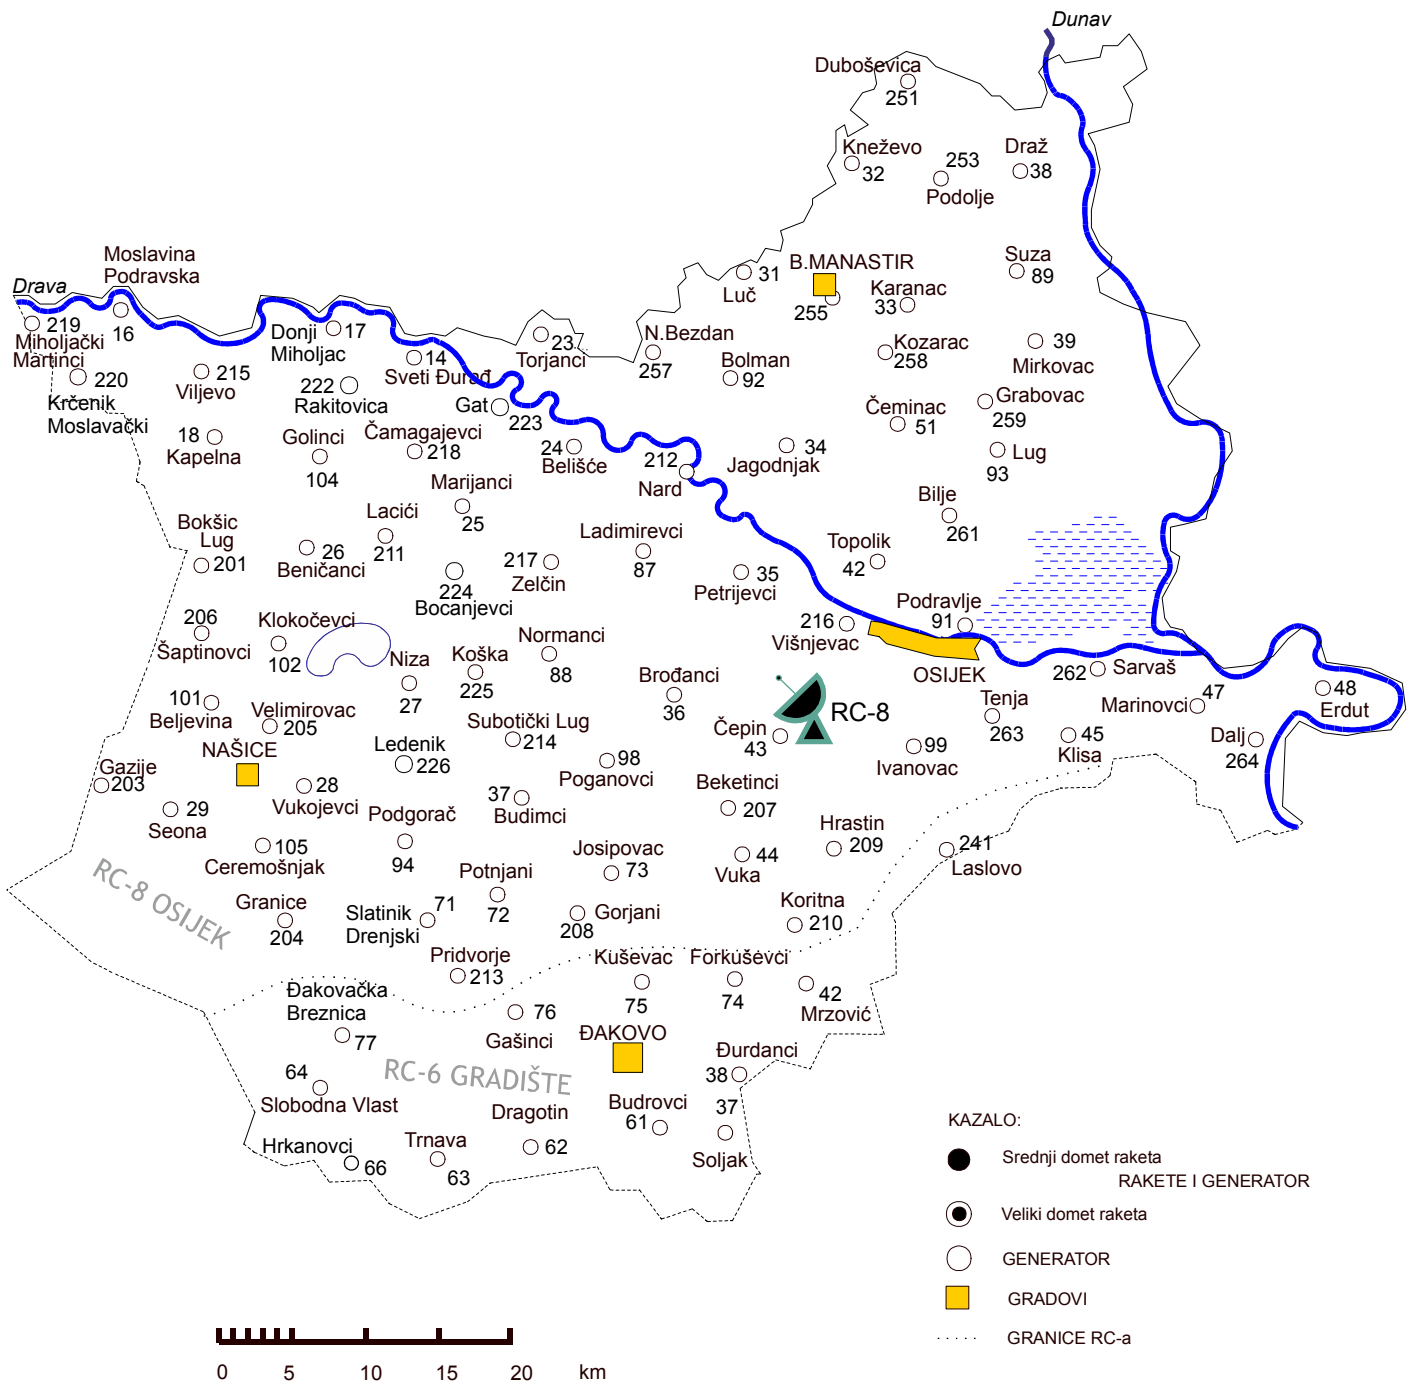 Dunav
Duboševica
251
Kneževo
32
253
Podolje
Draž
38
Moslavina
Podravska
16
Drava
219
Miholjački
Martinci
220
Krčenik
Moslavački
Donji
Miholjac
17
14
Sveti Đurađ
23
Torjanci
N.Bezdan
257
31
Luč
B.MANASTIR
255
Karanac
33
Suza
89
Kozarac
258
39
Mirkovac
Bolman
92
215
Viljevo
222
Rakitovica
Gat
223
Grabovac
259
Čeminac
51
18
Kapelna
Golinci
104
Čamagajevci
218
24
Belišće
212
Nard
34
Jagodnjak
Lug
93
Marijanci
25
Bilje
261
Bokšic
Lug
201
Lacići
211
26
Beničanci
Ladimirevci
87
217
Zelčin
224
Bocanjevci
35
Petrijevci
Topolik
42
Podravlje
91
206
Šaptinovci
Klokočevci
102
Normanci
88
216
Višnjevac
OSIJEK
Niza
27
Koška
225
Brođanci
36
RC-8
262
Sarvaš
47
Marinovci
48
Erdut
101
Beljevina
Velimirovac
205
Subotički Lug
214
Čepin
43
Tenja
263
45
Klisa
Dalj
264
NAŠICE
Ledenik
226
98
Poganovci
99
Ivanovac
Gazije
203
28
Vukojevci
37
Budimci
Beketinci
207
29
Seona
Podgorač
94
Hrastin
209
241
Laslovo
105
Ceremošnjak
Josipovac
73
44
Vuka
RC-8 OSIJEK
Potnjani
72
Granice
204
71
Slatinik
Drenjski
Gorjani
208
Koritna
210
Pridvorje
213
Kuševac
75
Forkuševci
74
42
Mrzović
Đakovačka
Breznica
77
76
Gašinci
ĐAKOVO
RC-6 GRADIŠTE
Đurdanci
38
64
Slobodna Vlast
Dragotin
62
Budrovci
61
37
Soljak
Hrkanovci
66
Trnava
63
KAZALO:
Srednji domet raketa
RAKETE I GENERATOR
Veliki domet raketa
GENERATOR
GRADOVI
GRANICE RC-a
0 5 10 15 20 km